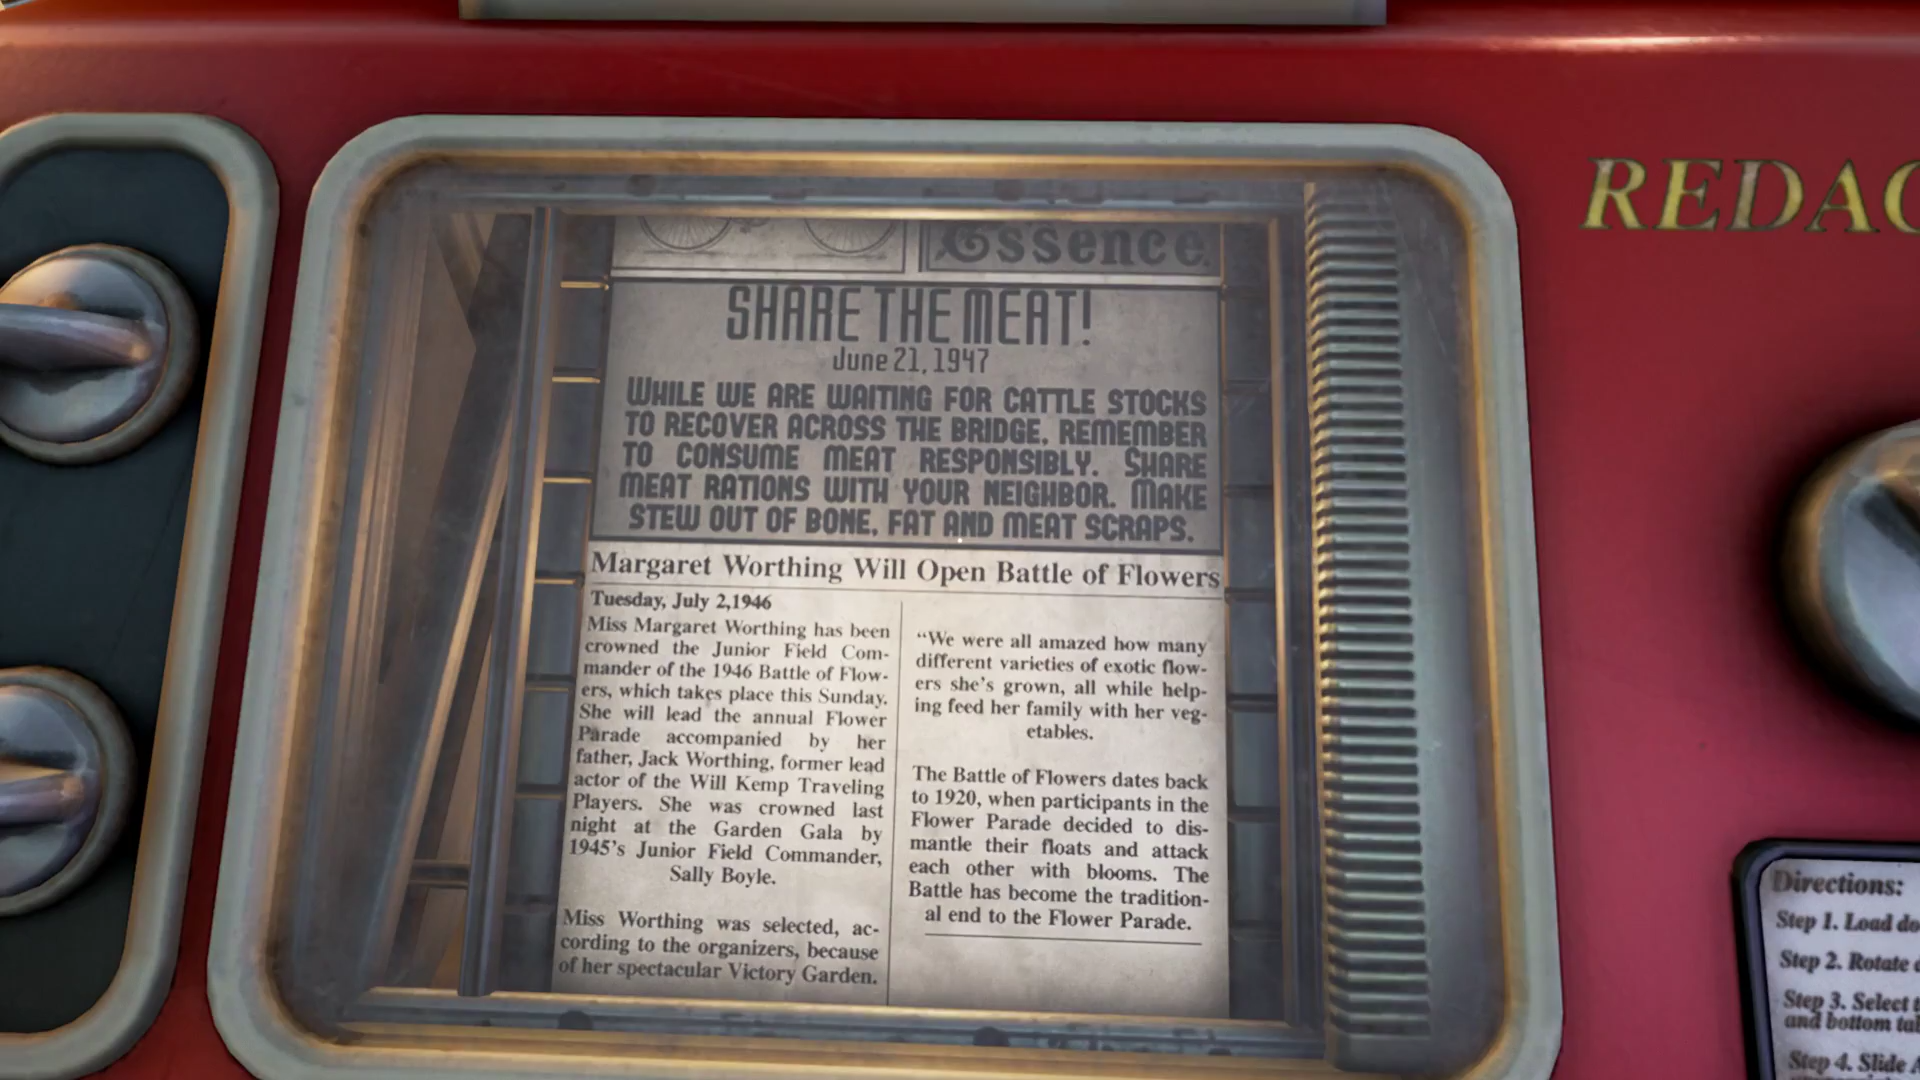 REDAC
Essence
SHARE THE MEAT!
June 21, 1947
WHILE WE ARE WAITING FOR CATTLE STOCKS
TO RECOVER ACROSS THE BRIDGE, REMEMBER
TO CONSUME MEAT RESPONSIBLY. SHARE
MEAT RATIONS WITH YOUR NEIGHBOR. MAKE
STEW OUT OF BONE, FAT AND MEAT SCRAPS.
Margaret Worthing Will Open Battle of Flowers
Tuesday, July 2,1946
Miss Margaret Worthing has been
crowned the Junior Field Com-
mander of the 1946 Battle of Flow-
ers, which takes place this Sunday.
She will lead the annual Flower
Parade accompanied by her
father, Jack Worthing, former lead
actor of the Will Kemp Traveling
Players. She was crowned last
night at the Garden Gala by
1945's Junior Field Commander,
Sally Boyle.
Miss Worthing was selected, ac-
cording to the organizers, because
of her spectacular Victory Garden.
“We were all amazed how many
different varieties of exotic flow-
ers she's grown, all while help-
ing feed her family with her veg-
etables.
The Battle of Flowers dates back
to 1920, when participants in the
Flower Parade decided to dis-
mantle their floats and attack
each other with blooms. The
Battle has become the tradition-
al end to the Flower Parade.
Directions:
Step 1. Load do
Step 2. Rotate
Step 3. Select
and bottom
Step 4. Slide